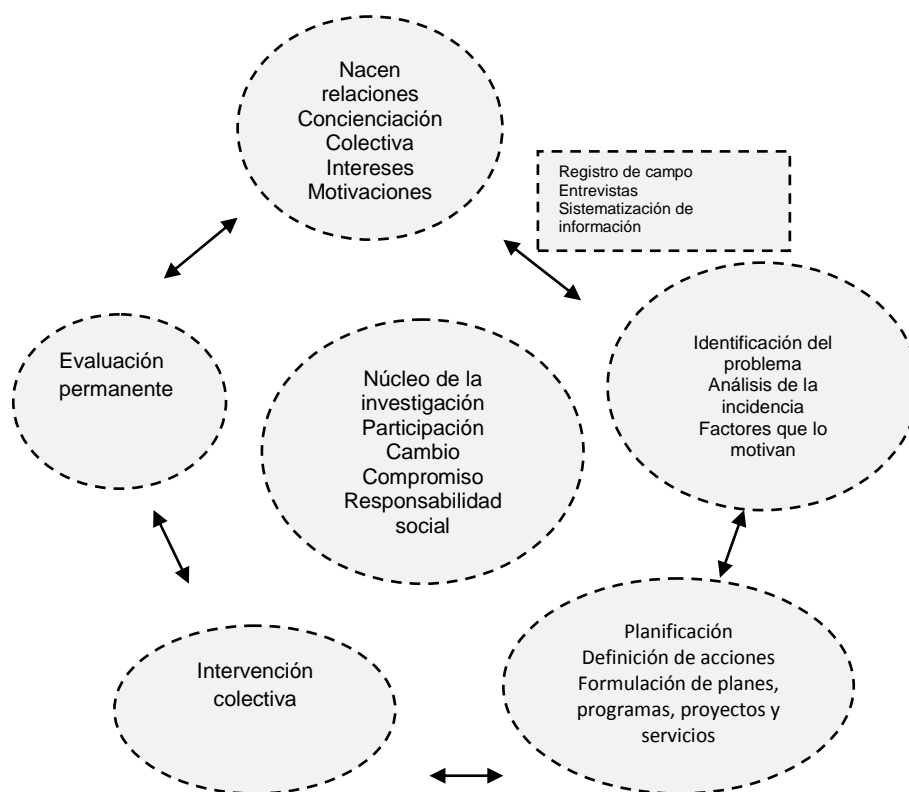 Nacen
relaciones
Concienciación
Colectiva
Intereses
Motivaciones
Registro de campo
Entrevistas
Sistematización de
información
Identificación del
problema
Análisis de la
incidencia
Factores que lo
motivan
Evaluación
permanente
Núcleo de la
investigación
Participación
Cambio
Compromiso
Responsabilidad
social
Planificación
Definición de acciones
Formulación de planes,
programas, proyectos y
servicios
Intervención
colectiva